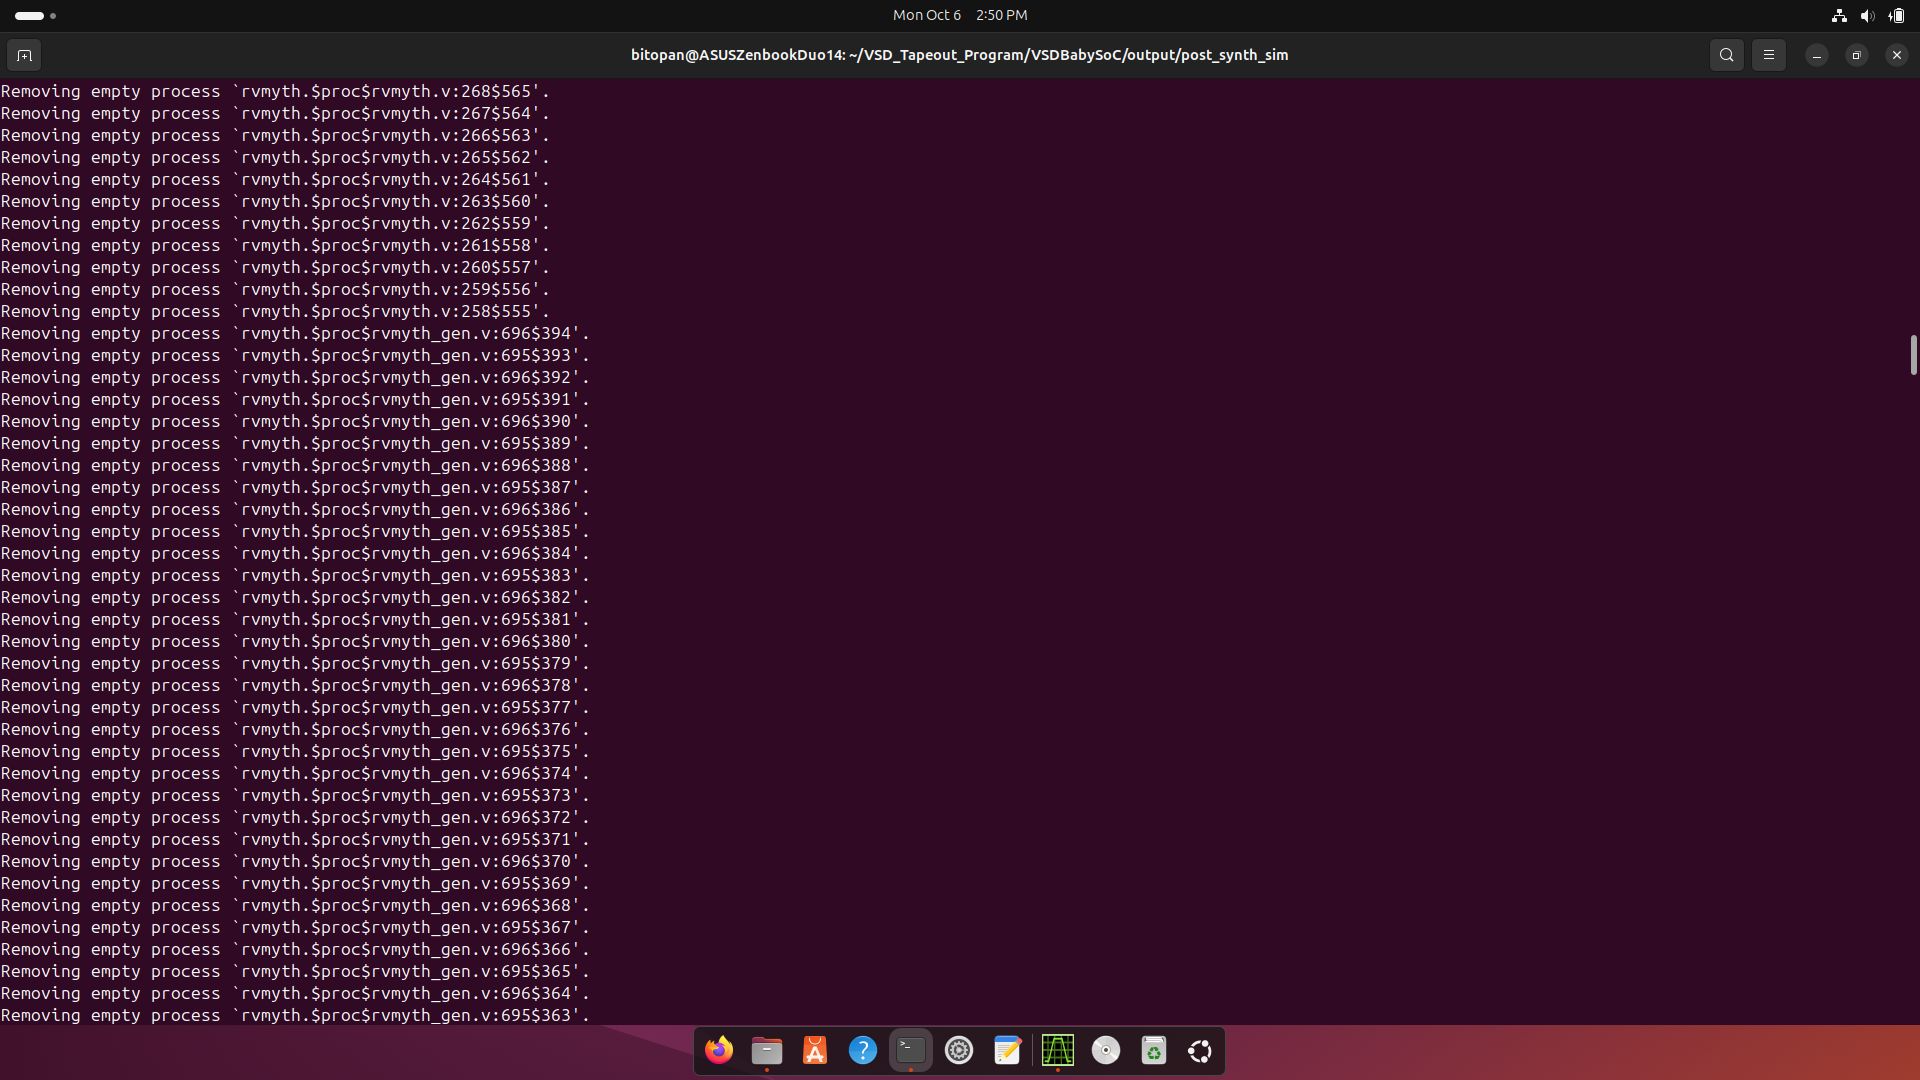 Mon Oct 6 2:50 PM
bitopan@ASUSZenbookDuo14: ~/VSD_Tapeout_Program/VSDBabySoC/output/post_synth_sim
Removing empty process `rvmyth.$proc$rvmyth.v:268$565'.
Removing empty process `rvmyth.$proc$rvmyth.v:267$564'.
Removing empty process `rvmyth.$proc$rvmyth.v:266$563'.
Removing empty process `rvmyth.$proc$rvmyth.v:265$562'.
Removing empty process `rvmyth.$proc$rvmyth.v:264$561'.
Removing empty process `rvmyth.$proc$rvmyth.v:263$560'.
Removing empty process `rvmyth.$proc$rvmyth.v:262$559'.
Removing empty process `rvmyth.$proc$rvmyth.v:261$558'.
Removing empty process `rvmyth.$proc$rvmyth.v:260$557'.
Removing empty process `rvmyth.$proc$rvmyth.v:259$556'.
Removing empty process `rvmyth.$proc$rvmyth.v:258$555'.
Removing empty process `rvmyth.$proc$rvmyth_gen.v:696$394'.
Removing empty process `rvmyth.$proc$rvmyth_gen.v:695$393'.
Removing empty process `rvmyth.$proc$rvmyth_gen.v:696$392'.
Removing empty process `rvmyth.$proc$rvmyth_gen.v:695$391'.
Removing empty process `rvmyth.$proc$rvmyth_gen.v:696$390'.
Removing empty process `rvmyth.$proc$rvmyth_gen.v:695$389'.
Removing empty process `rvmyth.$proc$rvmyth_gen.v:696$388'.
Removing empty process `rvmyth.$proc$rvmyth_gen.v:695$387'.
Removing empty process `rvmyth.$proc$rvmyth_gen.v:696$386'.
Removing empty process `rvmyth.$proc$rvmyth_gen.v:695$385'.
Removing empty process `rvmyth.$proc$rvmyth_gen.v:696$384'.
Removing empty process `rvmyth.$proc$rvmyth_gen.v:695$383'.
Removing empty process `rvmyth.$proc$rvmyth_gen.v:696$382'.
Removing empty process `rvmyth.$proc$rvmyth_gen.v:695$381'.
Removing empty process `rvmyth.$proc$rvmyth_gen.v:696$380'.
Removing empty process `rvmyth.$proc$rvmyth_gen.v:695$379'.
Removing empty process `rvmyth.$proc$rvmyth_gen.v:696$378'.
Removing empty process `rvmyth.$proc$rvmyth_gen.v:695$377'.
Removing empty process `rvmyth.$proc$rvmyth_gen.v:696$376'.
Removing empty process `rvmyth.$proc$rvmyth_gen.v:695$375'.
Removing empty process `rvmyth.$proc$rvmyth_gen.v:696$374'.
Removing empty process `rvmyth.$proc$rvmyth_gen.v:695$373'.
Removing empty process `rvmyth.$proc$rvmyth_gen.v:696$372'.
Removing empty process `rvmyth.$proc$rvmyth_gen.v:695$371'.
Removing empty process `rvmyth.$proc$rvmyth_gen.v:696$370'.
Removing empty process `rvmyth.$proc$rvmyth_gen.v:695$369'.
Removing empty process `rvmyth.$proc$rvmyth_gen.v:696$368'.
Removing empty process `rvmyth.$proc$rvmyth_gen.v:695$367'.
Removing empty process `rvmyth.$proc$rvmyth_gen.v:696$366'.
Removing empty process `rvmyth.$proc$rvmyth_gen.v:695$365'.
Removing empty process `rvmyth.$proc$rvmyth_gen.v:696$364'.
Removing empty process `rvmyth.$proc$rvmyth_gen.v:695$363'.